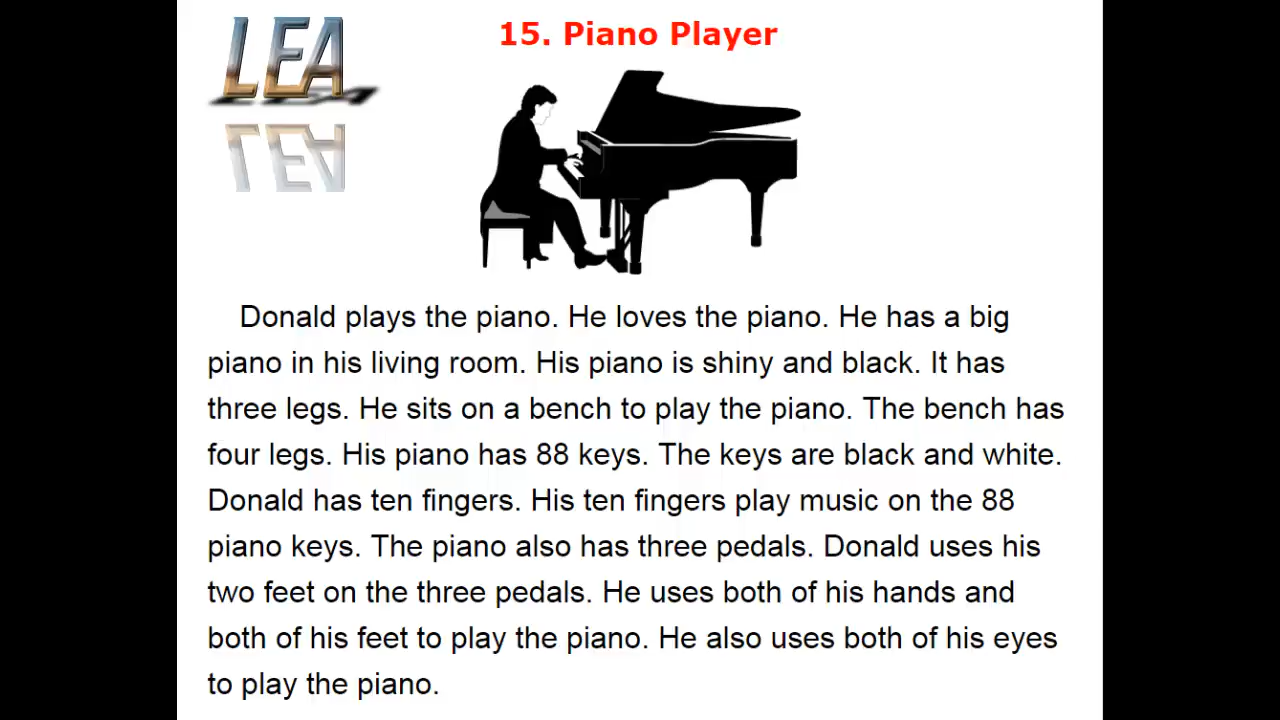 LEA
15. Piano Player
Donald plays the piano. He loves the piano. He has a big
piano in his living room. His piano is shiny and black. It has
three legs. He sits on a bench to play the piano. The bench has
four legs. His piano has 88 keys. The keys are black and white.
Donald has ten fingers. His ten fingers play music on the 88
piano keys. The piano also has three pedals. Donald uses his
two feet on the three pedals. He uses both of his hands and
both of his feet to play the piano. He also uses both of his eyes
to play the piano.